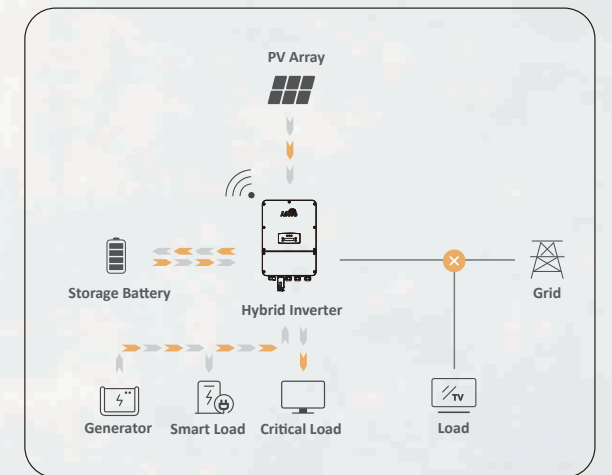 PV Array
Storage Battery
Hybrid Inverter
Grid
Generator
Smart Load
Critical Load
TV
Load